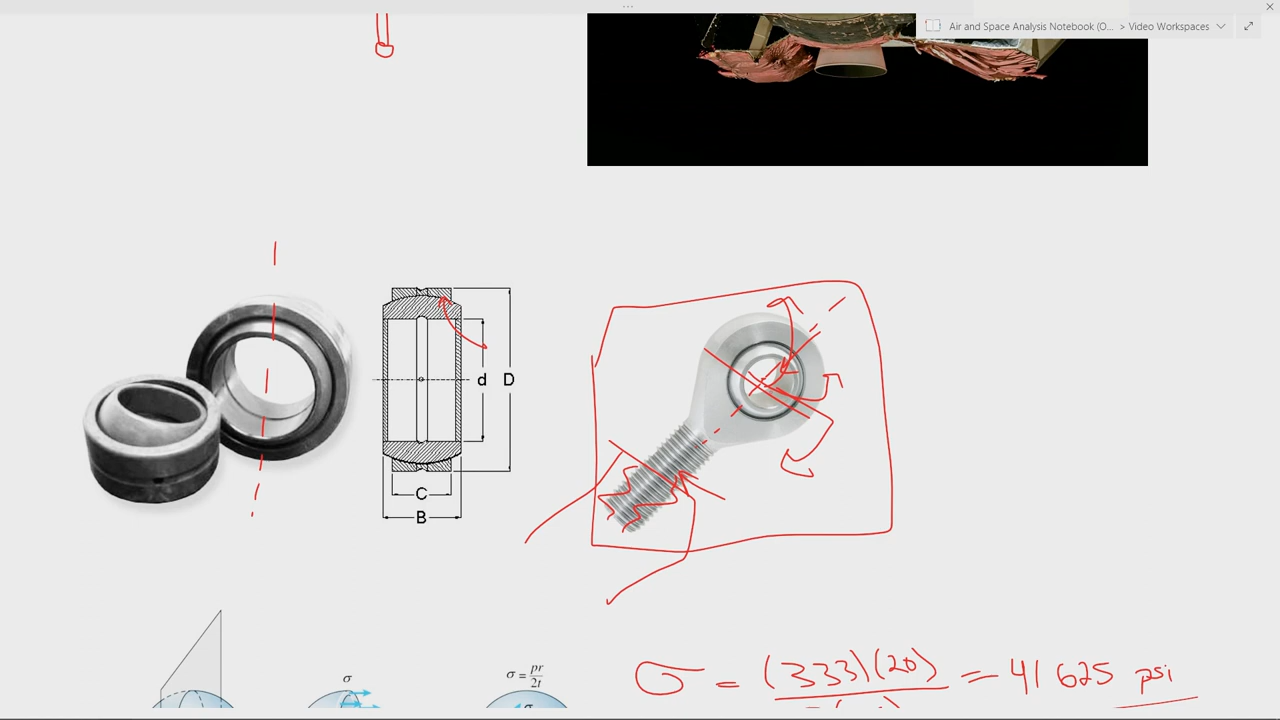 Air and Space Analysis Notebook (O... > Video Workspaces
d
D
C
B
σ
σ = pr/2t
σ
σ = (333)(20) = 41 625 psi